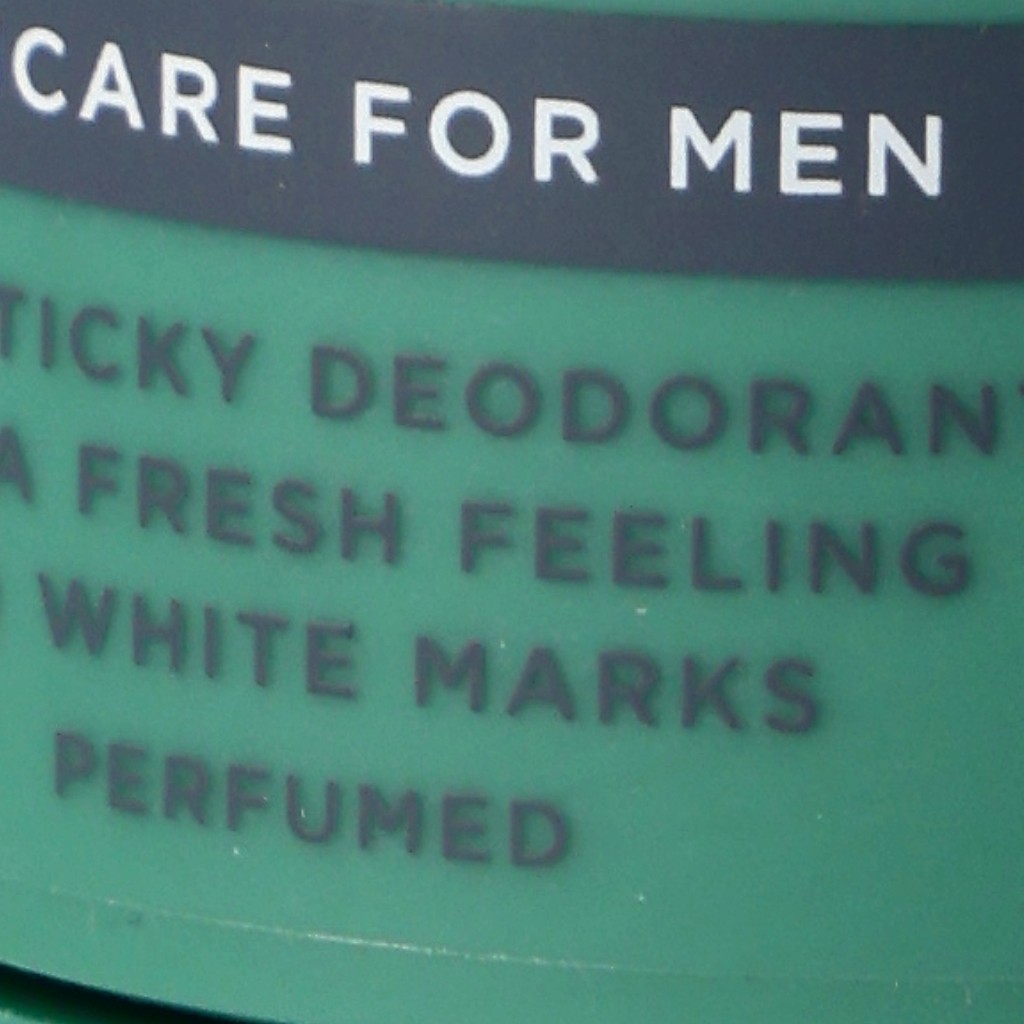 CARE FOR MEN
TICKY DEODORANT
A FRESH FEELING
WHITE MARKS
PERFUMED